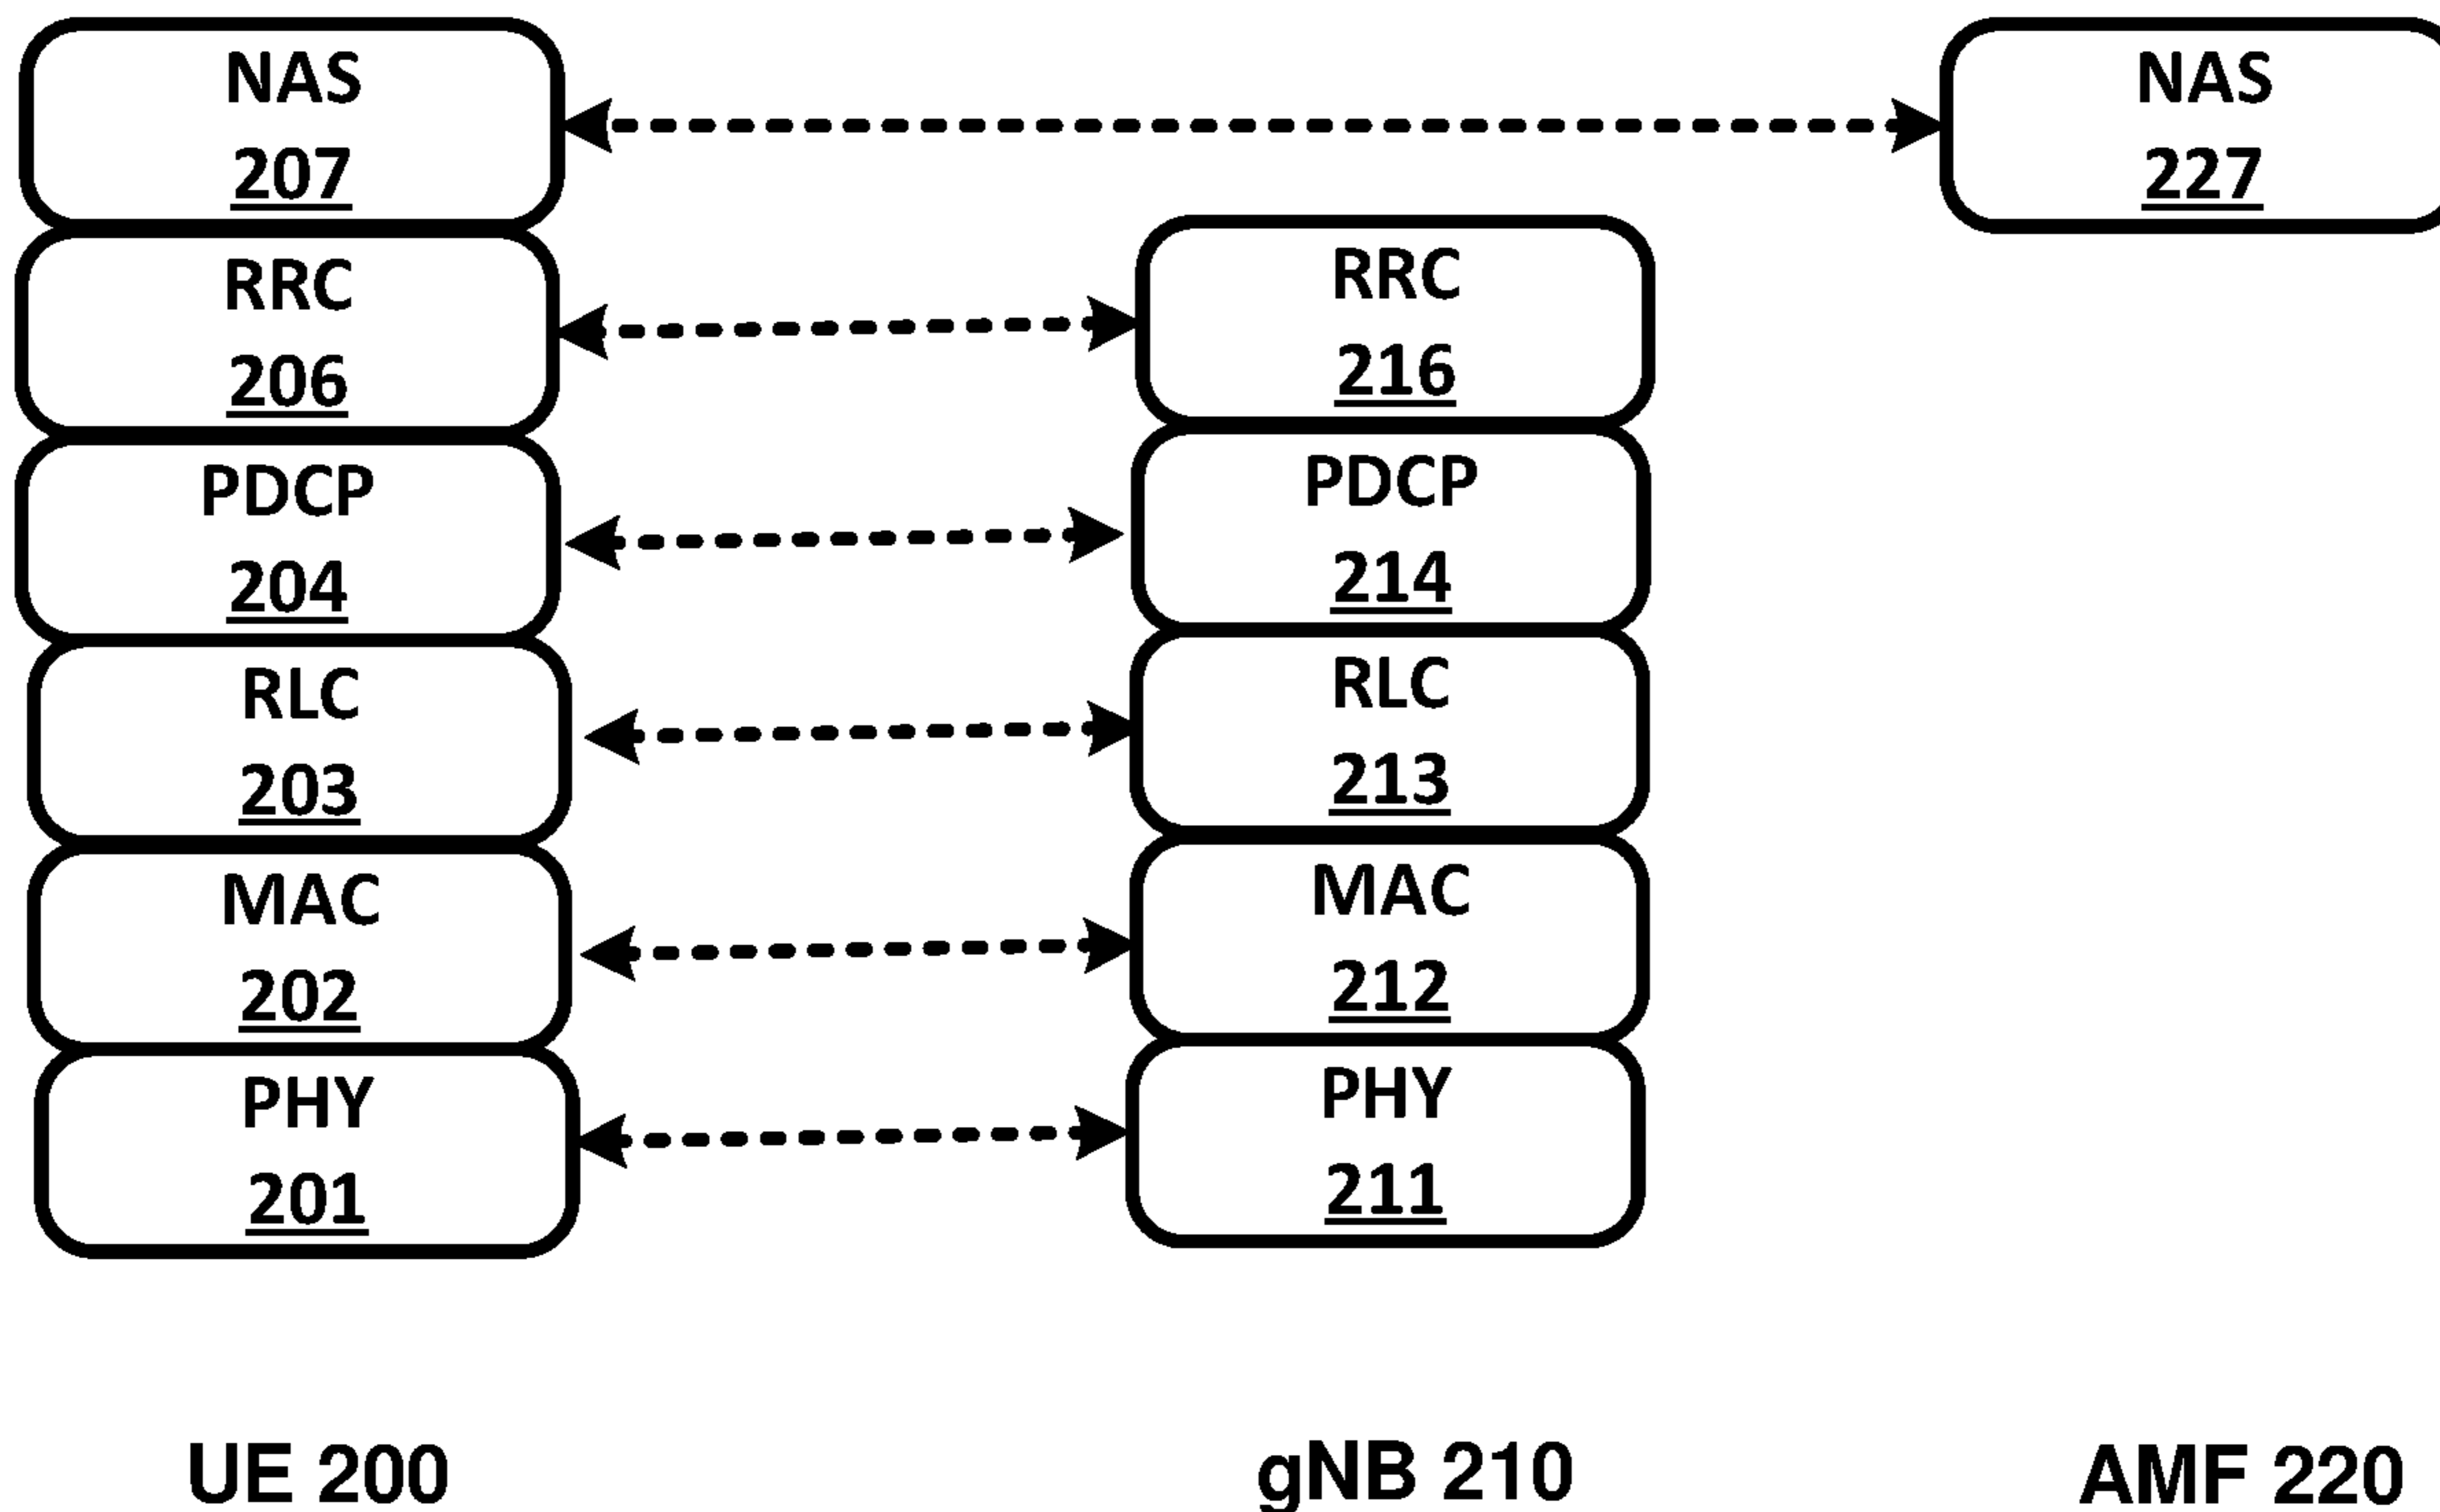 NAS
207
NAS
227
RRC
206
RRC
216
PDCP
204
PDCP
214
RLC
203
RLC
213
MAC
202
MAC
212
PHY
201
PHY
211
UE 200
gNB 210
AMF 220